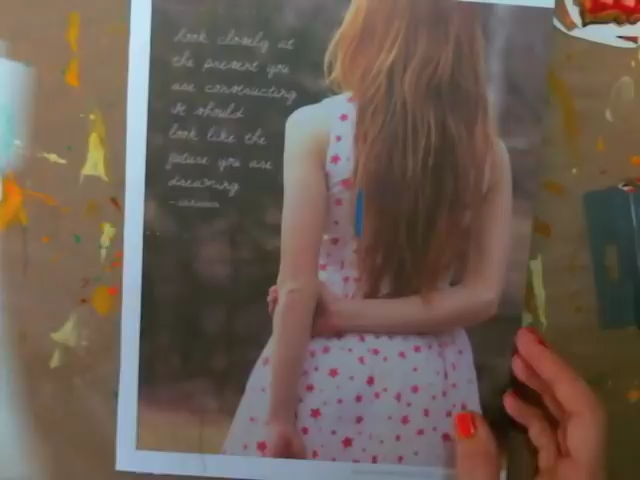 look closely at
the present you
are constructing
it should
look like the
future you are
dreaming